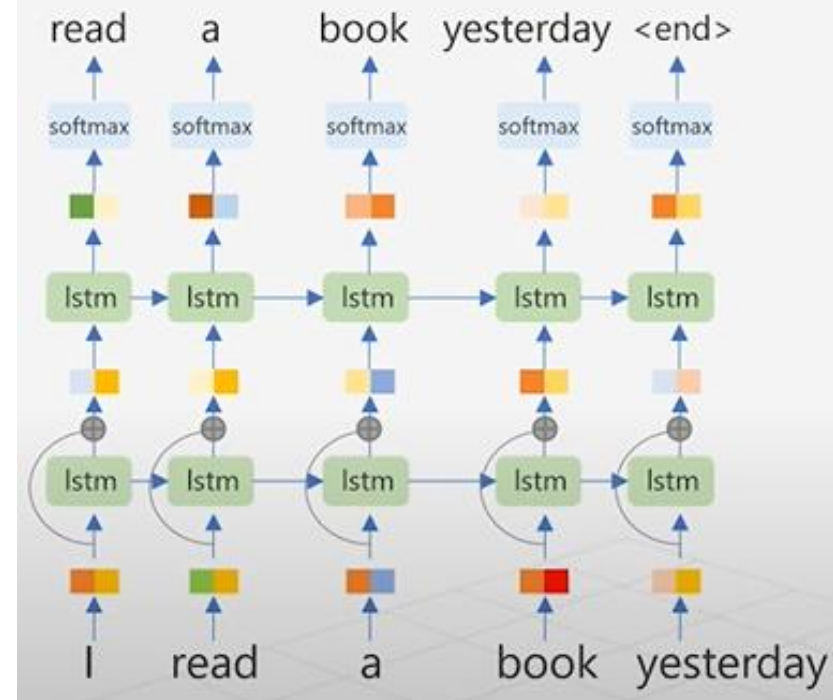 read a book yesterday <end>
softmax softmax softmax softmax softmax
lstm lstm lstm lstm lstm
lstm lstm lstm lstm lstm
I read a book yesterday